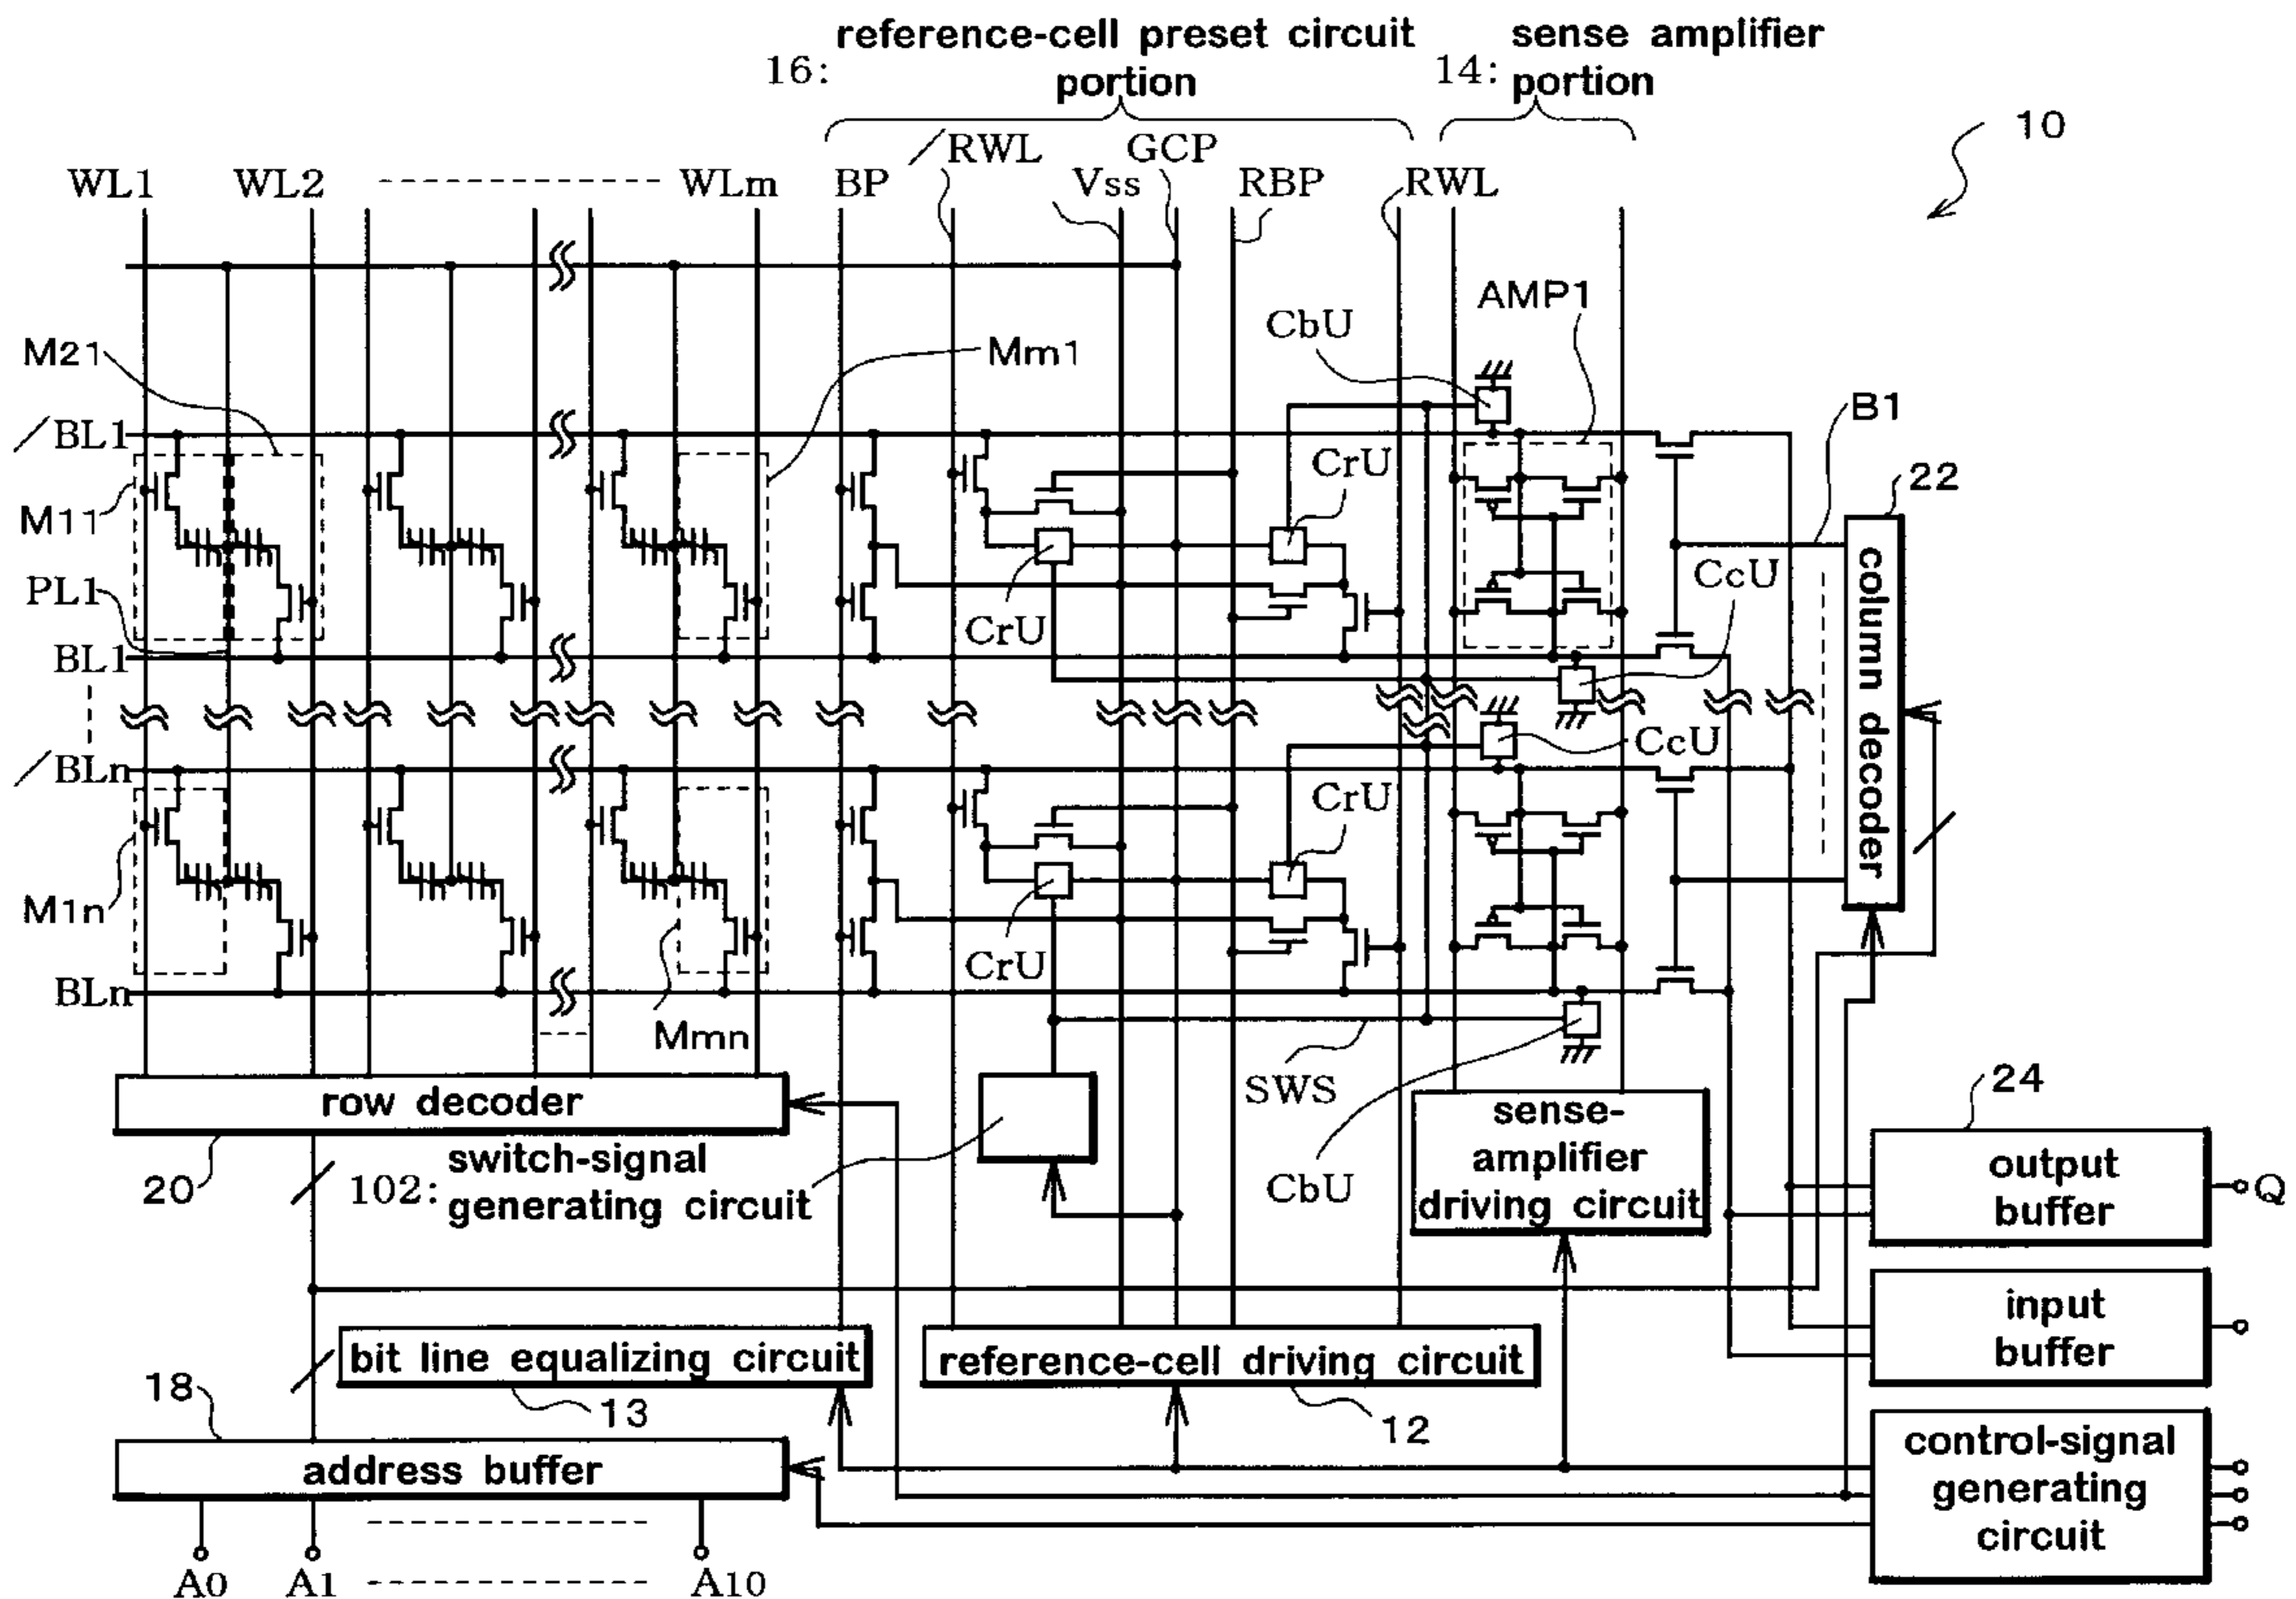 reference-cell preset circuit
16: portion
sense amplifier
14: portion
10
WL1
WL2
WLm
BP
/RWL
Vss
GCP
RBP
RWL
M21
Mm1
CbU
AMP1
/BL1
B1
M11
CrU
22
PL1
CrU
CcU
column decoder
BL1
/BLn
CcU
CrU
M1n
CrU
BLn
Mmn
SWS
CbU
row decoder
20
102: switch-signal
generating circuit
sense-
amplifier
driving circuit
24
output
buffer
Q
input
buffer
bit line equalizing circuit
13
reference-cell driving circuit
12
18
address buffer
control-signal
generating
circuit
A0
A1
A10